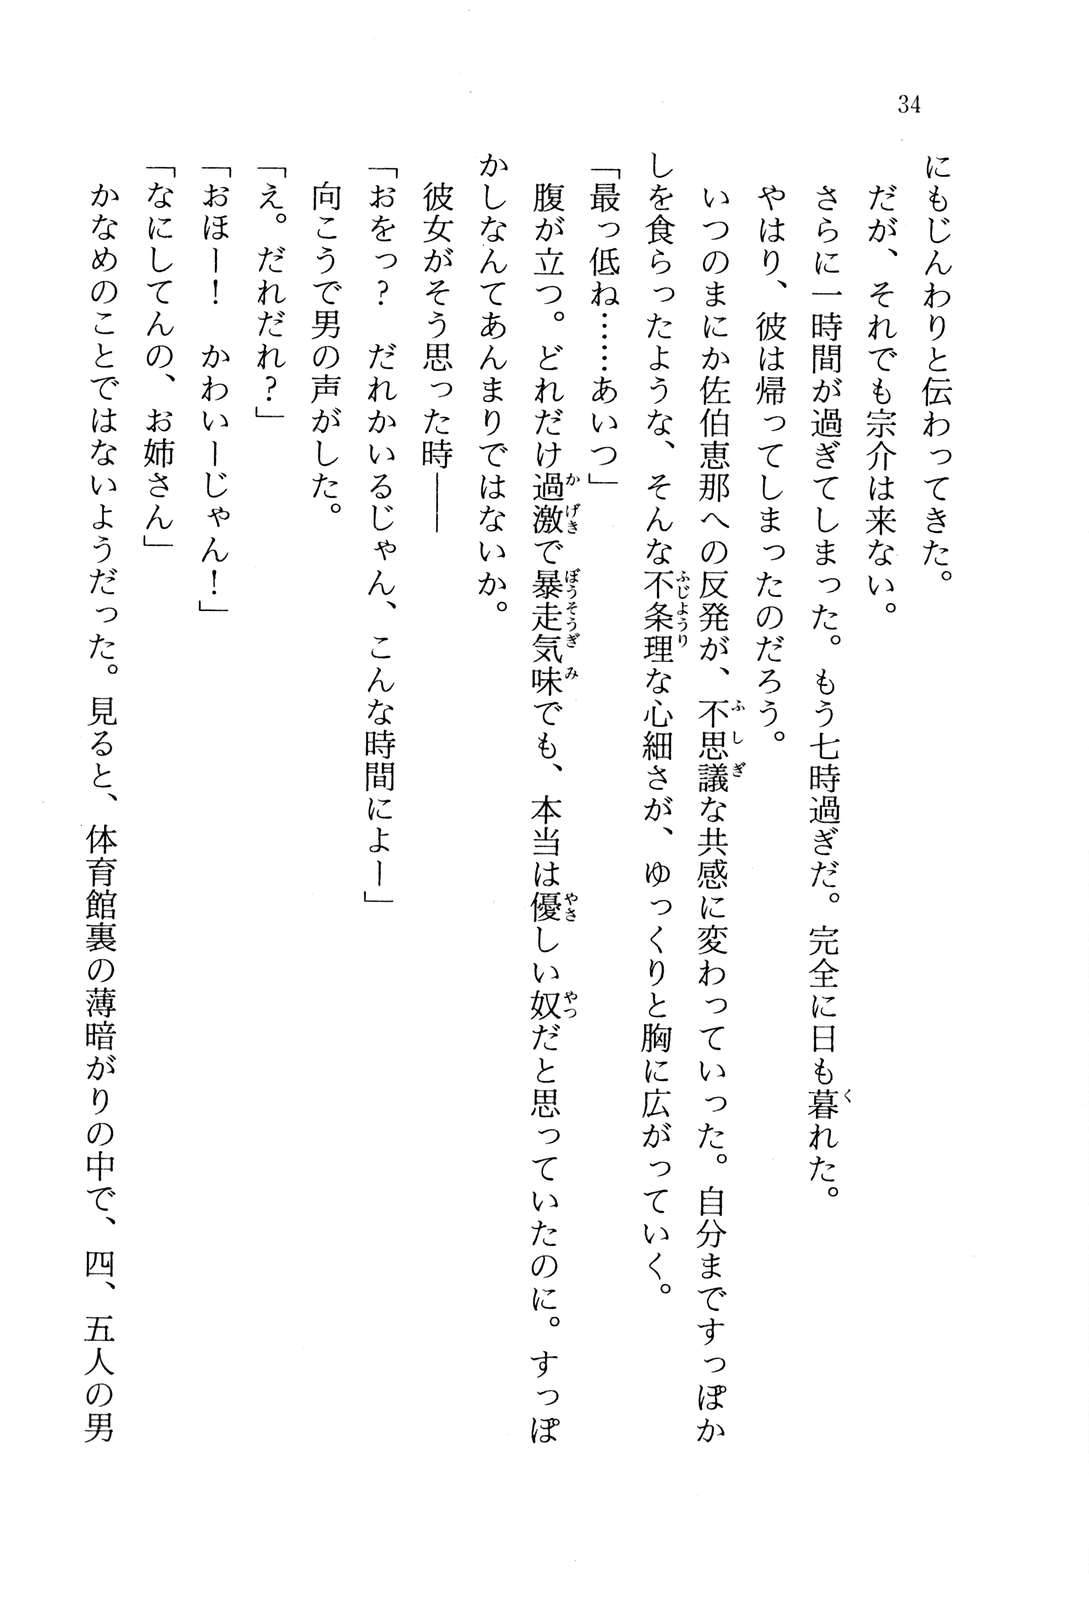 34
にもじんわりと伝わってきた。
だが、それでも宗介は来ない。
さらに一時間が過ぎてしまった。もう七時過ぎだ。完全に日も暮れた。
やはり、彼は帰ってしまったのだろう。
いつのまにか佐伯恵那への反発が、不思議な共感に変わっていった。自分まですっぽか
しを食らったような、そんな不条理な心細さが、ゆっくりと胸に広がっていく。
「最っ低ね……あいつ」
腹が立つ。どれだけ過激で暴走気味でも、本当は優しい奴だと思っていたのに。すっぽ
かしなんてあんまりではないか。
彼女がそう思った時――
「おをっ？　だれかいるじゃん、こんな時間によー」
向こうで男の声がした。
「え。だれだれ？」
「おほー！　かわいーじゃん！」
「なにしてんの、お姉さん」
かなめのことではないようだった。見ると、体育館裏の薄暗がりの中で、四、五人の男